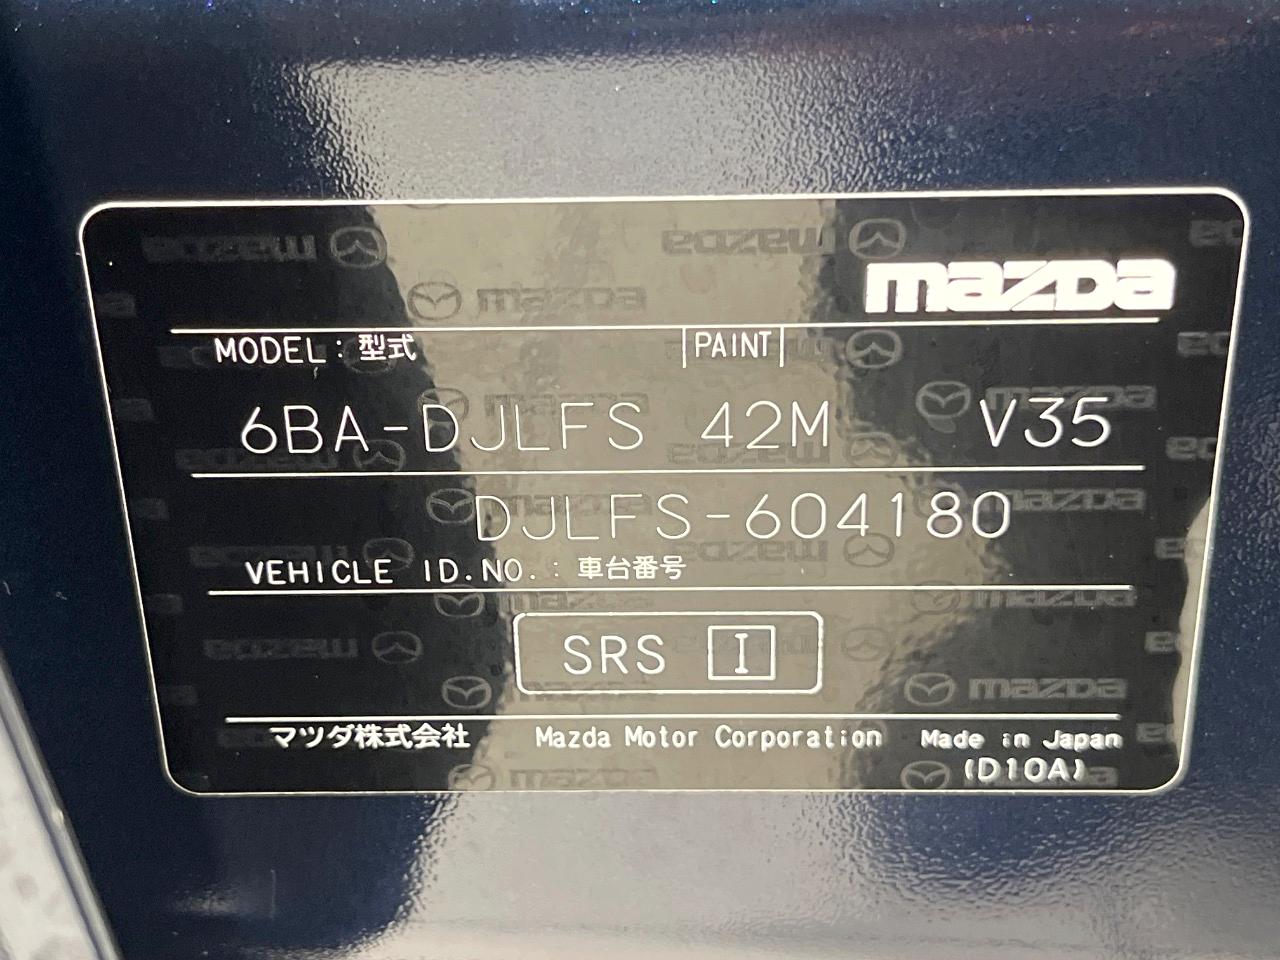 mazda
MODEL: 型式 PAINT
6BA-DJLFS 42M V35
DJLFS-604180
VEHICLE ID.NO.: 車台番号
SRS I
マツダ株式会社 Mazda Motor Corporation Made in Japan
(D10A)